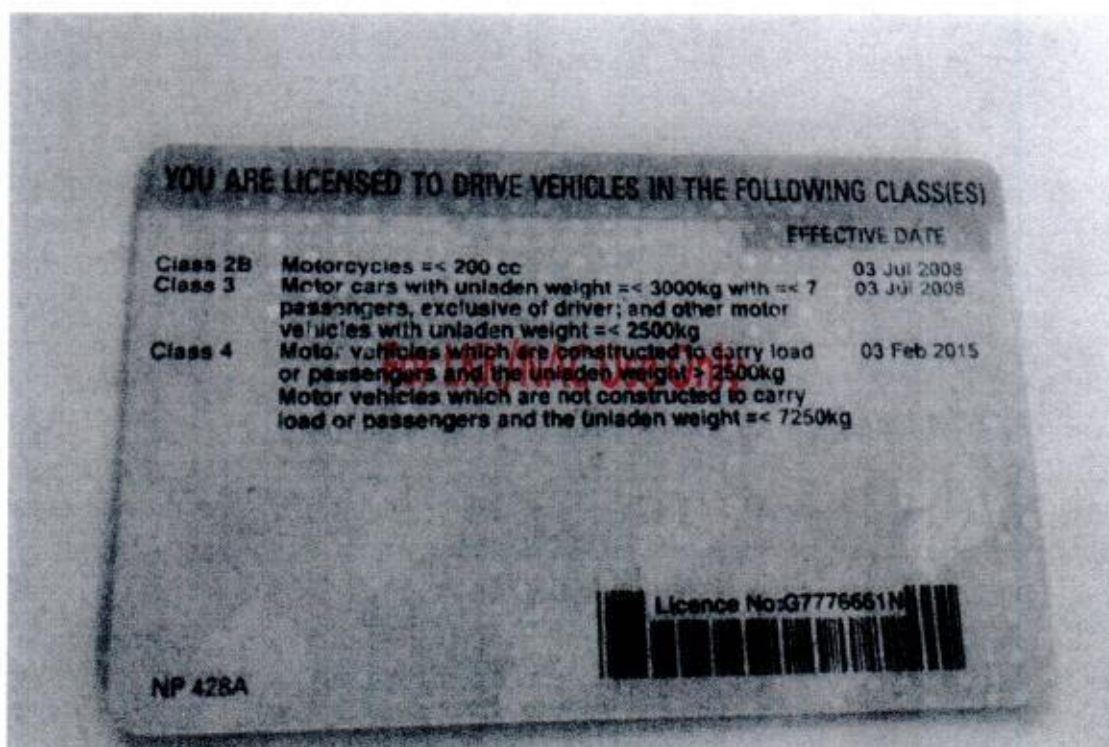 YOU ARE LICENSED TO DRIVE VEHICLES IN THE FOLLOWING CLASS(ES)
EFFECTIVE DATE
Class 2B Motorcycles =< 200 cc 03 Jul 2008
Class 3 Motor cars with unladen weight =< 3000kg with =< 7 03 Jul 2008
passengers, exclusive of driver; and other motor
vehicles with unladen weight =< 2500kg
Class 4 Motor vehicles which are constructed to carry load 03 Feb 2015
or passengers and the unladen weight > 2500kg
Motor vehicles which are not constructed to carry
load or passengers and the unladen weight =< 7250kg
Use Only
Licence No:G7776661N
NP 428A